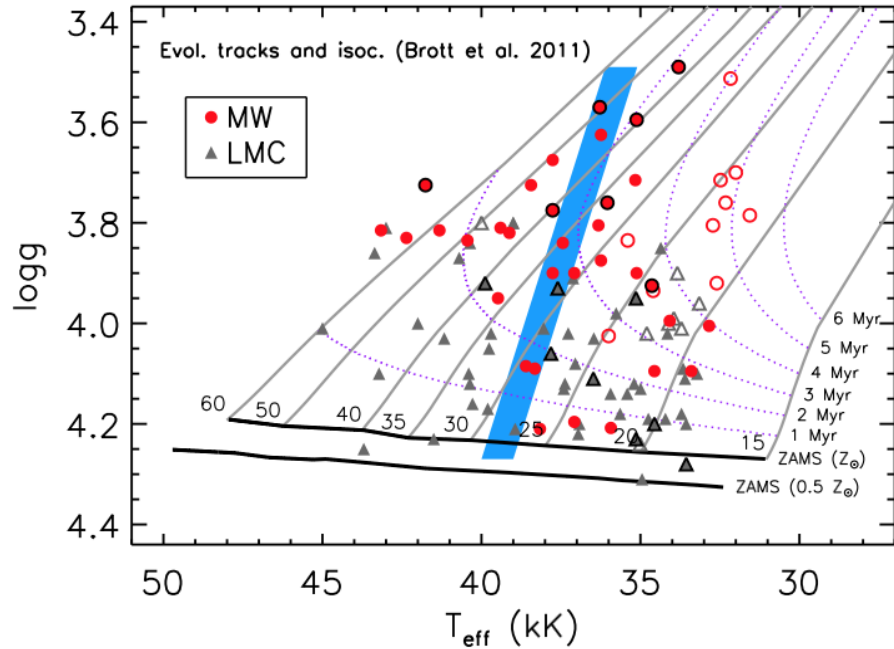 3.4
Evol. tracks and isoc. (Brott et al. 2011)
MW
LMC
3.6
3.8
logg
4.0
6 Myr
5 Myr
4 Myr
3 Myr
2 Myr
1 Myr
4.2
60
50
40
35
30
25
20
15
ZAMS (Z⊙)
ZAMS (0.5 Z⊙)
4.4
50
45
40
35
30
Teff (kK)